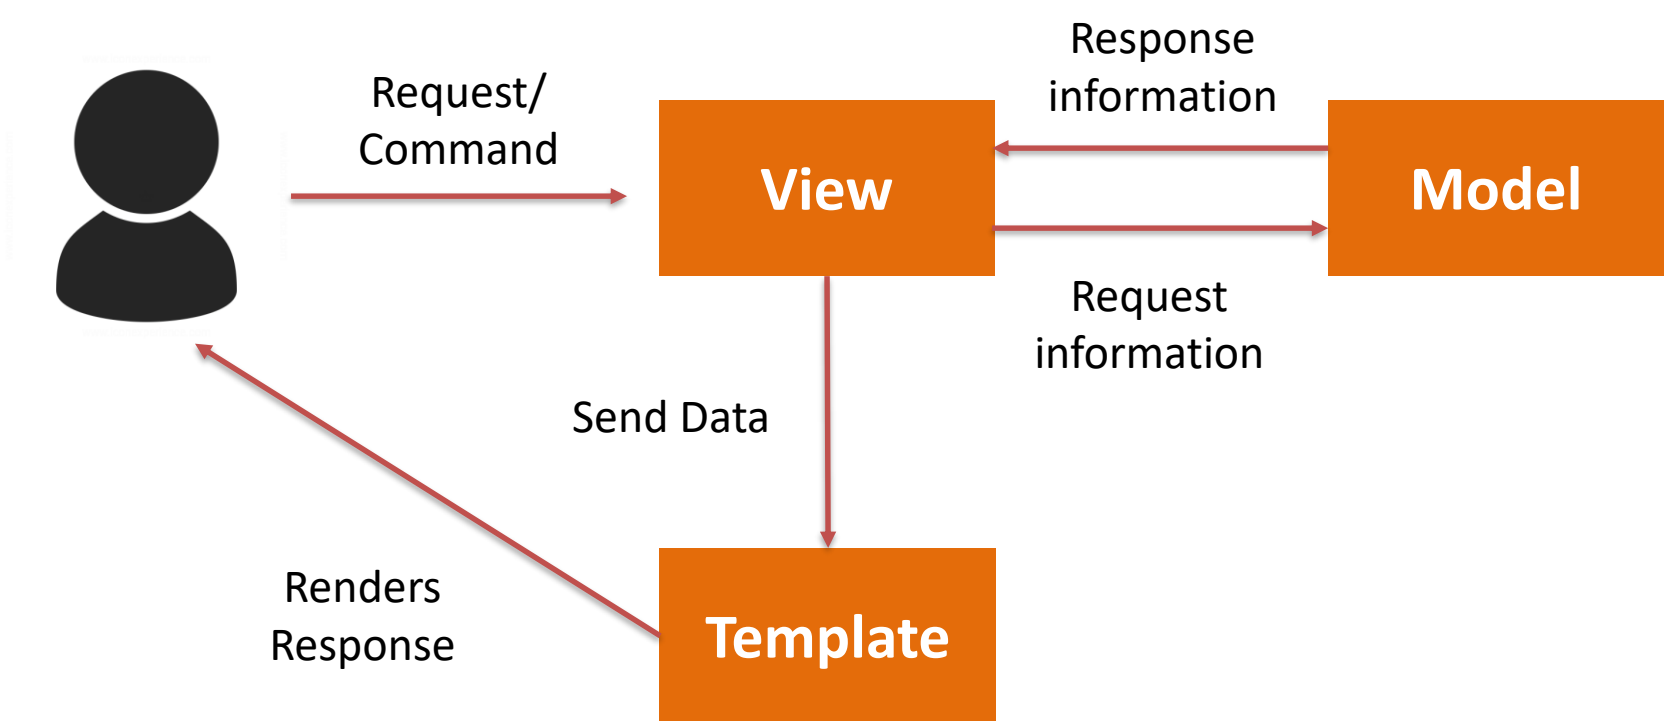 Request/
Command
View
Response
information
Model
Request
information
Send Data
Renders
Response
Template